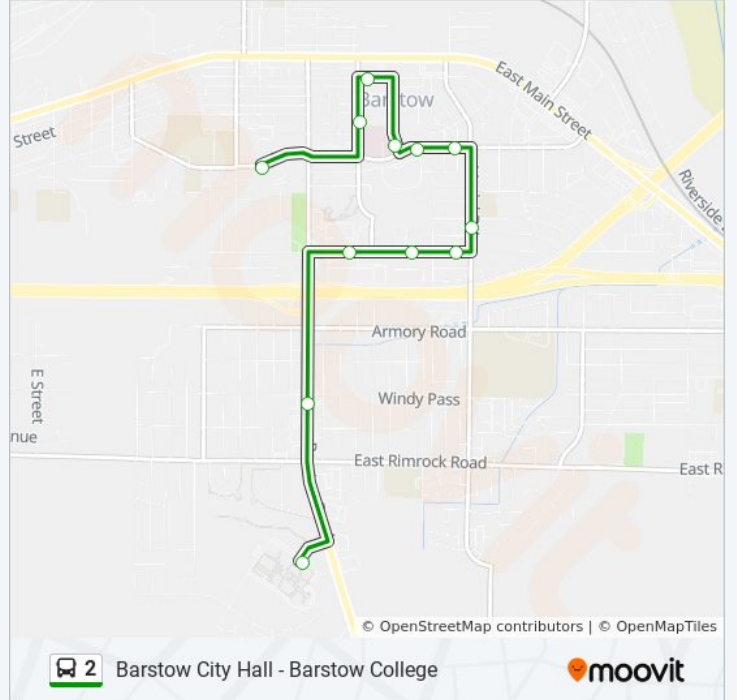 East Main Street
Barstow
Street
Riverside
Armory Road
E Street
Windy Pass
nue
East Rimrock Road
East R
© OpenStreetMap contributors | © OpenMapTiles
2 Barstow City Hall - Barstow College
moovit